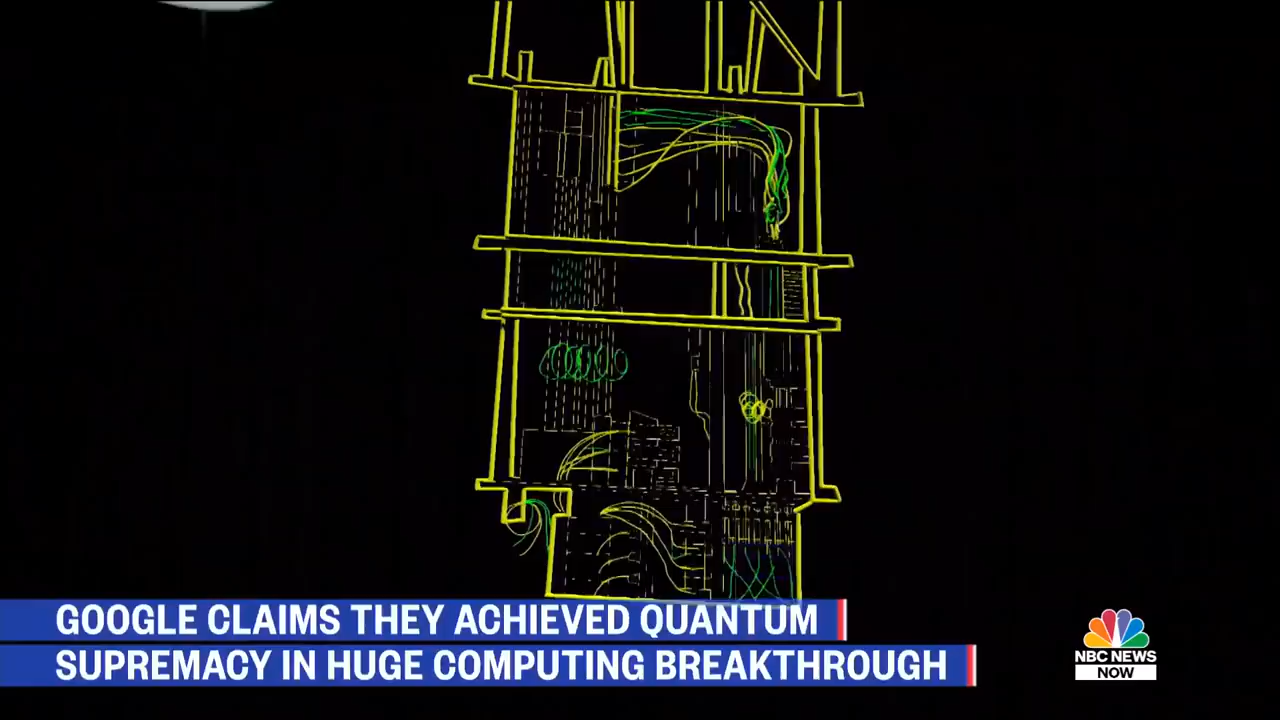 GOOGLE CLAIMS THEY ACHIEVED QUANTUM
SUPREMACY IN HUGE COMPUTING BREAKTHROUGH
NBC NEWS
NOW